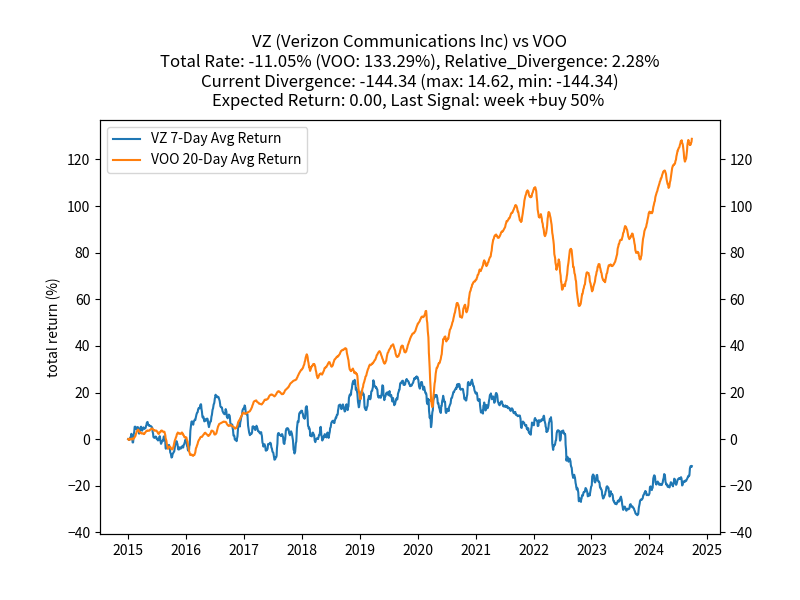 VZ (Verizon Communications Inc) vs VOO
Total Rate: -11.05% (VOO: 133.29%), Relative_Divergence: 2.28%
Current Divergence: -144.34 (max: 14.62, min: -144.34)
Expected Return: 0.00, Last Signal: week +buy 50%
VZ 7-Day Avg Return
VOO 20-Day Avg Return
total return (%)
120 120
100 100
80 80
60 60
40 40
20 20
0 0
−20 −20
−40 −40
2015 2016 2017 2018 2019 2020 2021 2022 2023 2024 2025